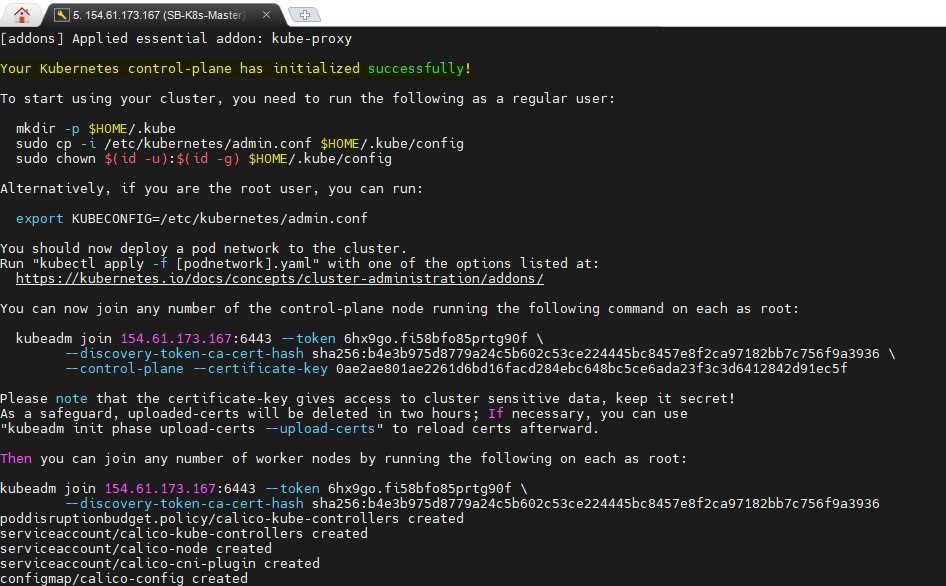 5. 154.61.173.167 (SB-K8s-Master)
[addons] Applied essential addon: kube-proxy
Your Kubernetes control-plane has initialized successfully!
To start using your cluster, you need to run the following as a regular user:
mkdir -p $HOME/.kube
sudo cp -i /etc/kubernetes/admin.conf $HOME/.kube/config
sudo chown $(id -u):$(id -g) $HOME/.kube/config
Alternatively, if you are the root user, you can run:
export KUBECONFIG=/etc/kubernetes/admin.conf
You should now deploy a pod network to the cluster.
Run "kubectl apply -f [podnetwork].yaml" with one of the options listed at:
https://kubernetes.io/docs/concepts/cluster-administration/addons/
You can now join any number of the control-plane node running the following command on each as root:
kubeadm join 154.61.173.167:6443 --token 6hx9go.fi58bfo85prtg90f \
--discovery-token-ca-cert-hash sha256:b4e3b975d8779a24c5b602c53ce224445bc8457e8f2ca97182bb7c756f9a3936 \
--control-plane --certificate-key 0ae2ae801ae2261d6bd16facd284ebc648bc5ce6ada23f3c3d6412842d91ec5f
Please note that the certificate-key gives access to cluster sensitive data, keep it secret!
As a safeguard, uploaded-certs will be deleted in two hours; If necessary, you can use
"kubeadm init phase upload-certs --upload-certs" to reload certs afterward.
Then you can join any number of worker nodes by running the following on each as root:
kubeadm join 154.61.173.167:6443 --token 6hx9go.fi58bfo85prtg90f \
--discovery-token-ca-cert-hash sha256:b4e3b975d8779a24c5b602c53ce224445bc8457e8f2ca97182bb7c756f9a3936
poddisruptionbudget.policy/calico-kube-controllers created
serviceaccount/calico-kube-controllers created
serviceaccount/calico-node created
serviceaccount/calico-cni-plugin created
configmap/calico-config created